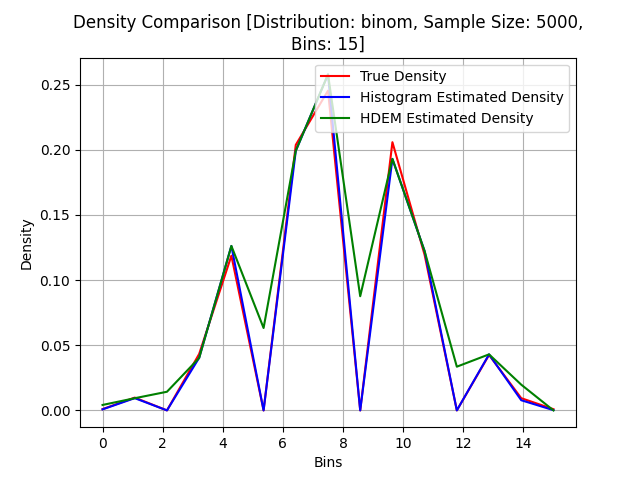 Density Comparison [Distribution: binom, Sample Size: 5000,
Bins: 15]
True Density
Histogram Estimated Density
HDEM Estimated Density
Density
0.25
0.20
0.15
0.10
0.05
0.00
0 2 4 6 8 10 12 14
Bins